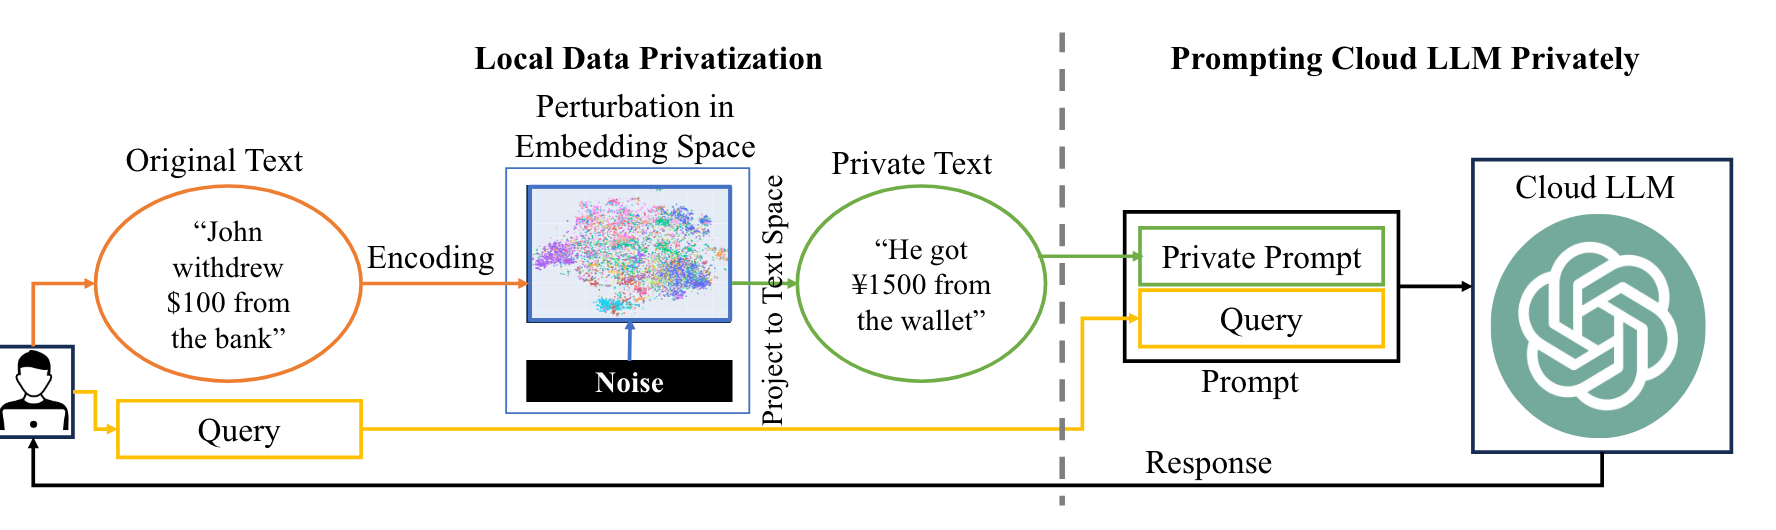 Local Data Privatization
Prompting Cloud LLM Privately
Perturbation in
Embedding Space
Original Text
Private Text
Cloud LLM
“John
withdrew
$100 from
the bank”
Encoding
Noise
Project to Text Space
“He got
¥1500 from
the wallet”
Private Prompt
Query
Prompt
Query
Response